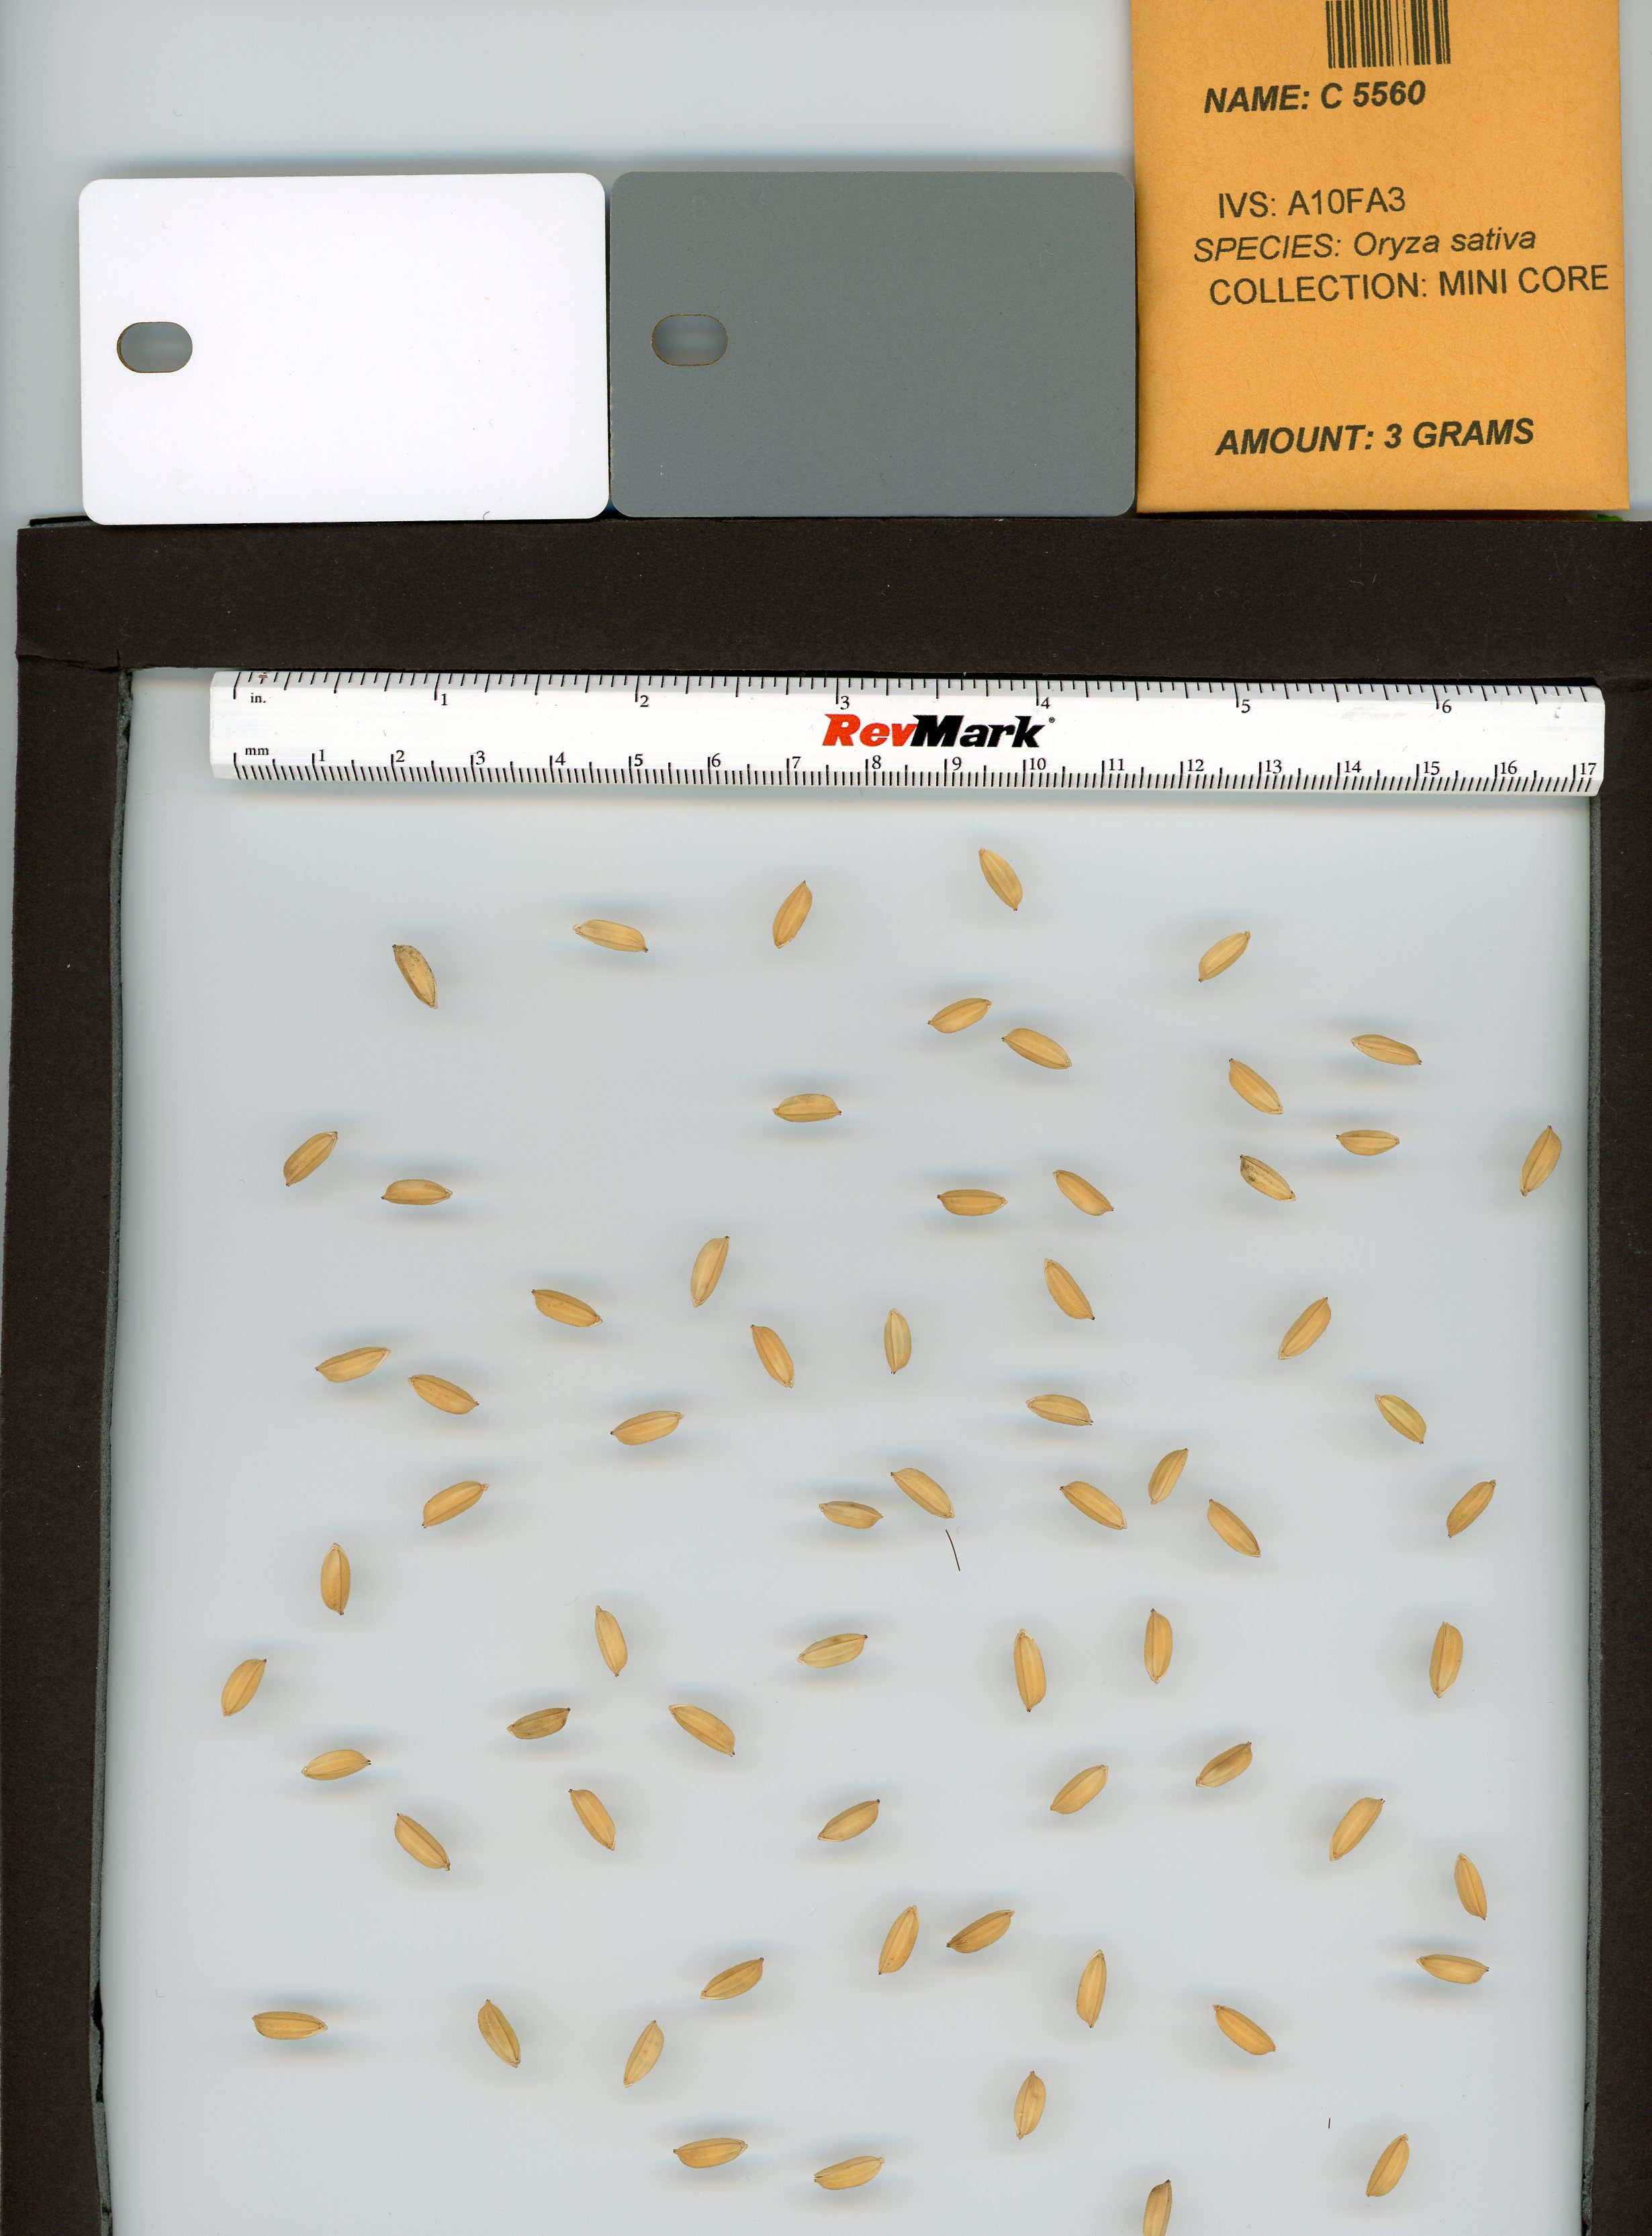 NAME: C 5560
IVS: A10FA3
SPECIES: Oryza sativa
COLLECTION: MINI CORE
AMOUNT: 3 GRAMS
in. 1 2 3 4 5 6
RevMark
mm 1 2 3 4 5 6 7 8 9 10 11 12 13 14 15 16 17